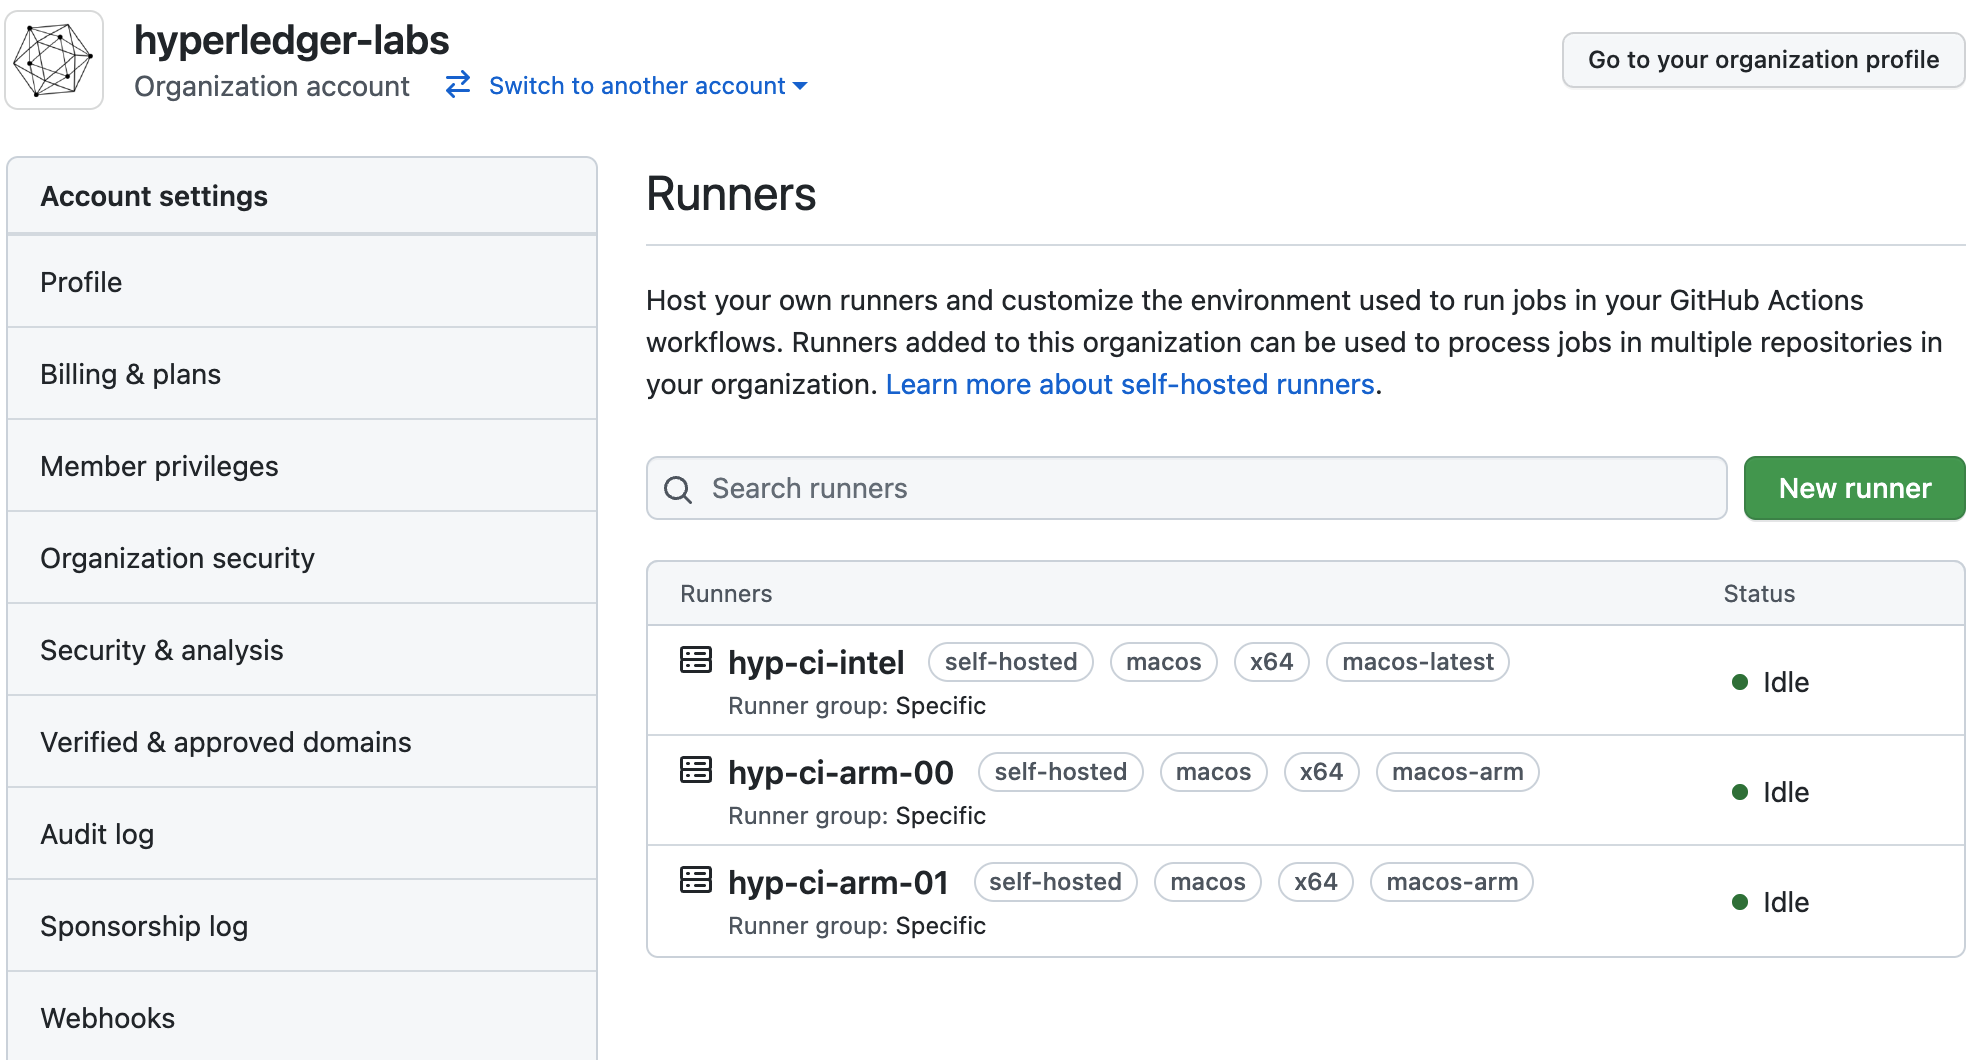 hyperledger-labs
Organization account Switch to another account
Go to your organization profile
Account settings
Profile
Billing & plans
Member privileges
Organization security
Security & analysis
Verified & approved domains
Audit log
Sponsorship log
Webhooks
Runners
Host your own runners and customize the environment used to run jobs in your GitHub Actions
workflows. Runners added to this organization can be used to process jobs in multiple repositories in
your organization. Learn more about self-hosted runners.
Search runners
New runner
Runners Status
hyp-ci-intel self-hosted macos x64 macos-latest
Runner group: Specific
Idle
hyp-ci-arm-00 self-hosted macos x64 macos-arm
Runner group: Specific
Idle
hyp-ci-arm-01 self-hosted macos x64 macos-arm
Runner group: Specific
Idle